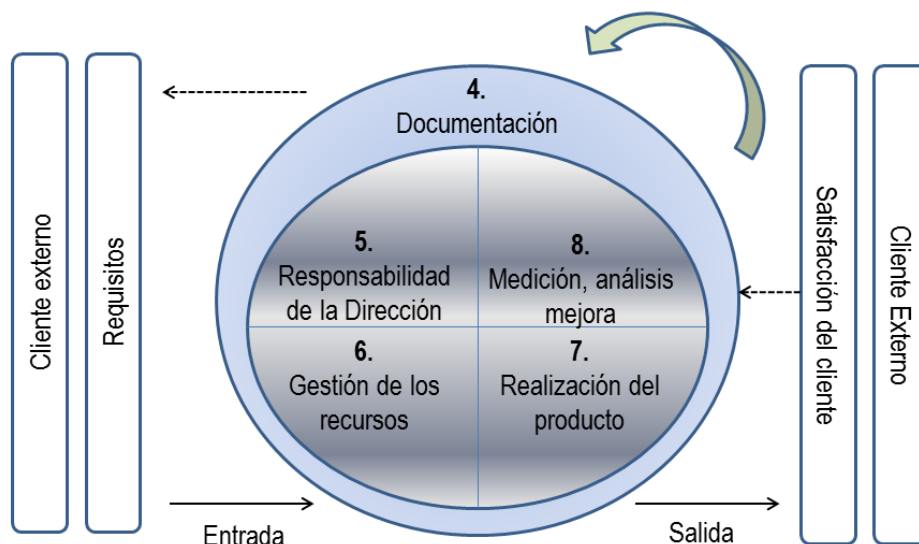 Cliente externo
Requisitos
4.
Documentación
5.
Responsabilidad
de la Dirección
8.
Medición, análisis
mejora
6.
Gestión de los
recursos
7.
Realización del
producto
Entrada
Salida
Satisfacción del cliente
Cliente Externo